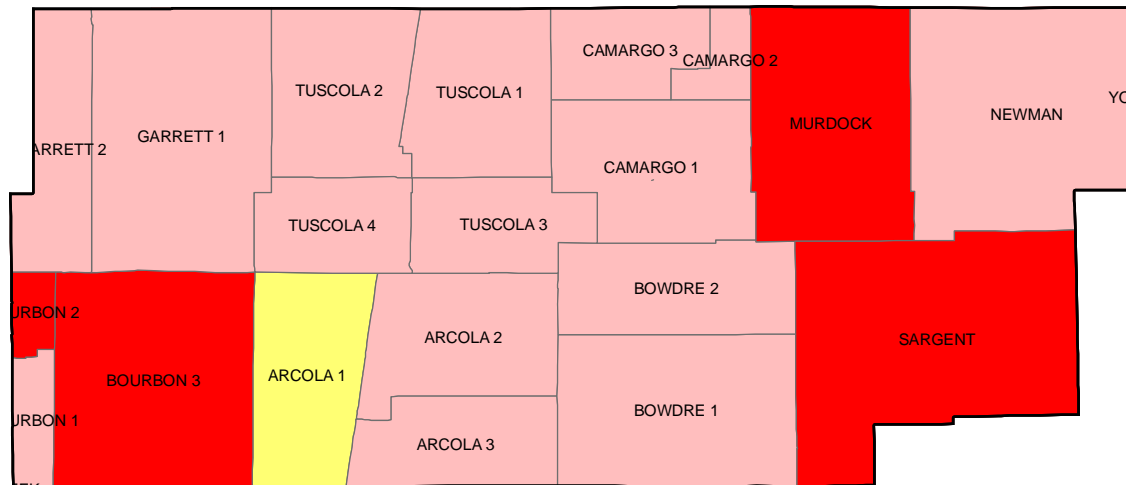 CAMARGO 3
CAMARGO 2
TUSCOLA 2
TUSCOLA 1
YO
NEWMAN
MURDOCK
GARRETT 1
ARRETT 2
CAMARGO 1
TUSCOLA 4
TUSCOLA 3
BOWDRE 2
URBON 2
ARCOLA 2
SARGENT
BOURBON 3
ARCOLA 1
BOWDRE 1
URBON 1
ARCOLA 3